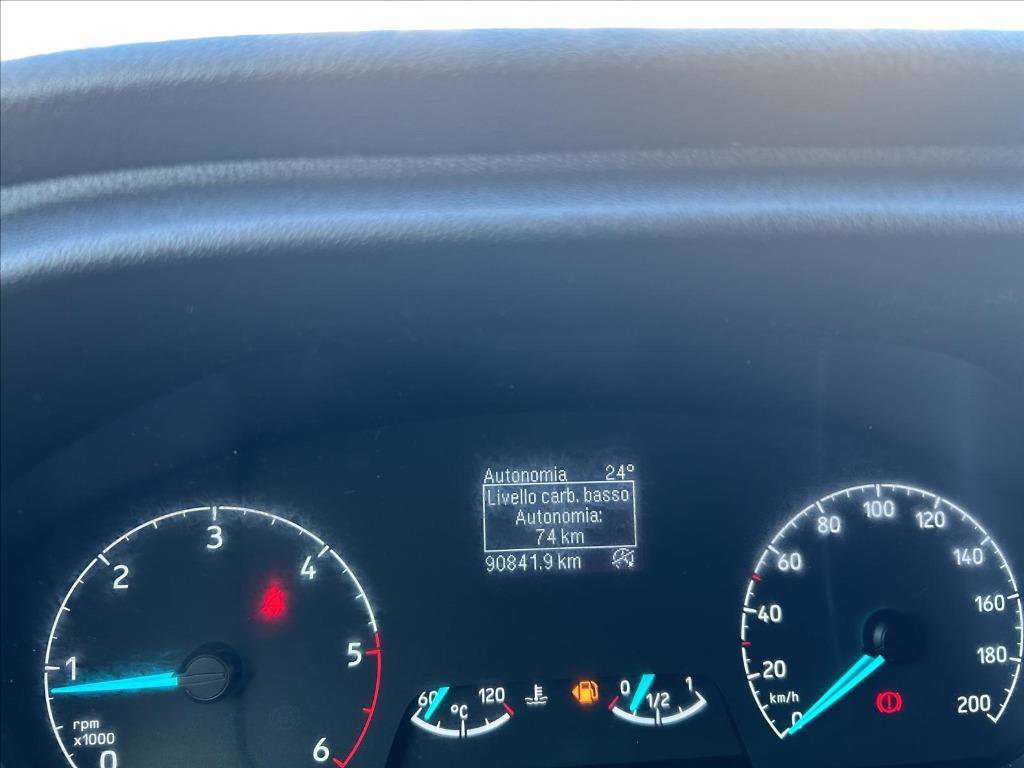 Autonomia 24°
Livello carb. basso
Autonomia:
74 km
90841.9 km
0 1 2 3 4 5 6
rpm
x1000
60 120
°C
0 1/2 1
0 20 40 60 80 100 120 140 160 180 200
km/h